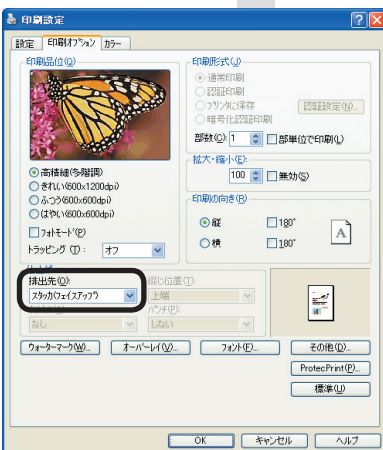 印刷設定
設定 印刷オプション カラー
印刷品位(Q)
高精細(多階調)
きれい(600x1200dpi)
ふつう(600x600dpi)
はやい(600x600dpi)
フォトモード(P)
トラッピング(T): オフ
印刷形式(J)
通常印刷
認証印刷
プリンタに保存 認証設定(N)...
暗号化認証印刷
部数(C): 1 部単位で印刷(L)
拡大・縮小(E):
100 無効(S)
印刷の向き(R)
縦 180°
横 180°
A
排出先(O): 綴じ位置(I)
スタッカ(フェイスアップ) 上端
パンチ(P):
なし しない
ウォーターマーク(W)... オーバーレイ(V)... フォント(F)... その他(D)...
ProtecPrint(P)...
標準(U)
OK キャンセル ヘルプ